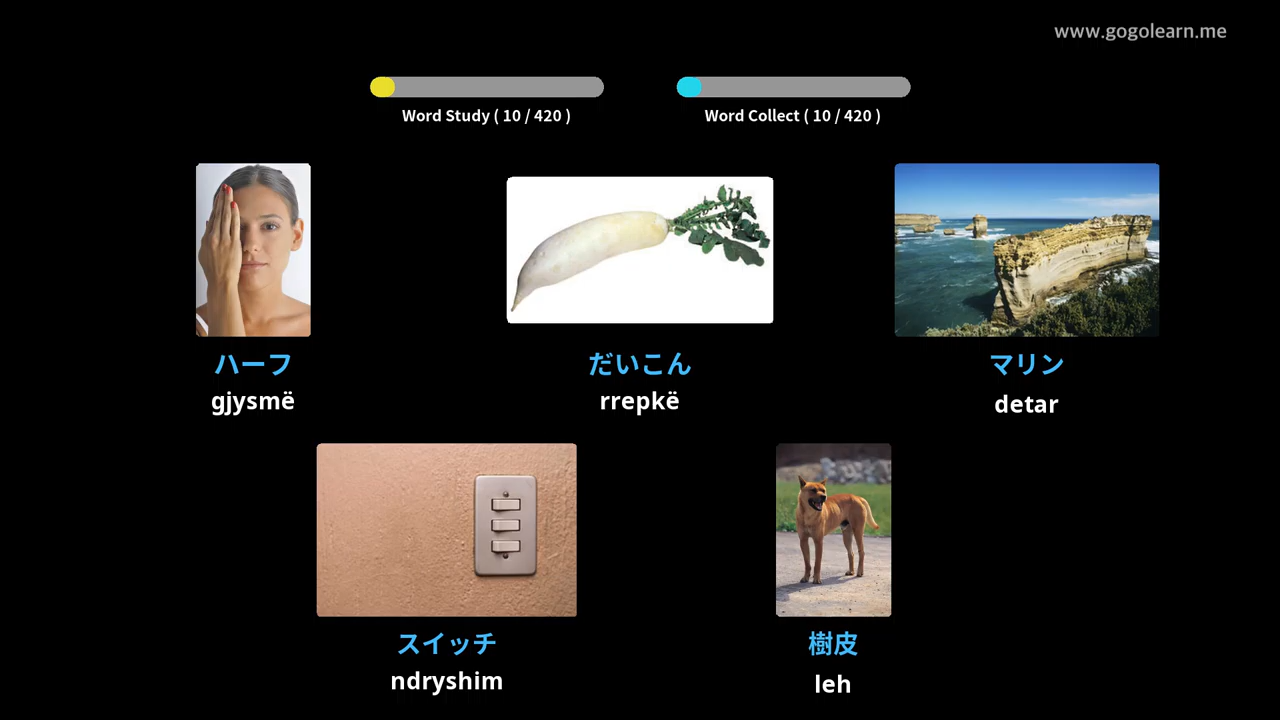 www.gogolearn.me
Word Study ( 10 / 420 )
Word Collect ( 10 / 420 )
ハーフ
gjysmë
だいこん
rrepkë
マリン
detar
スイッチ
ndryshim
樹皮
leh